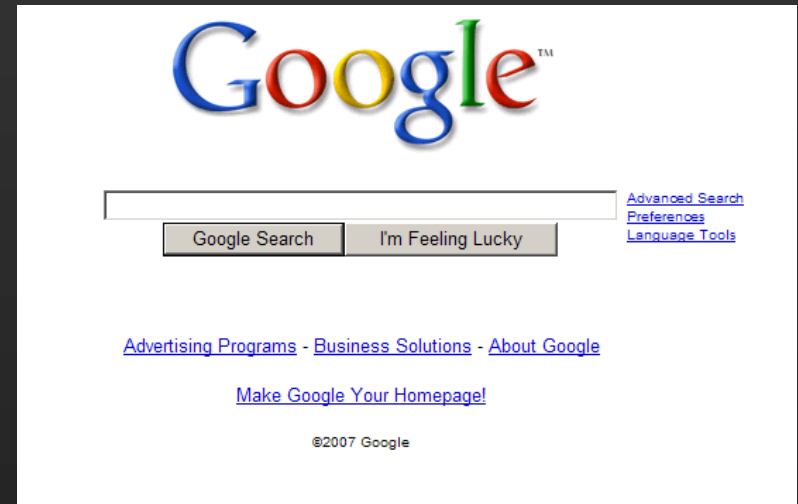 Google™
Advanced Search
Preferences
Language Tools
Google Search I'm Feeling Lucky
Advertising Programs - Business Solutions - About Google
Make Google Your Homepage!
©2007 Google